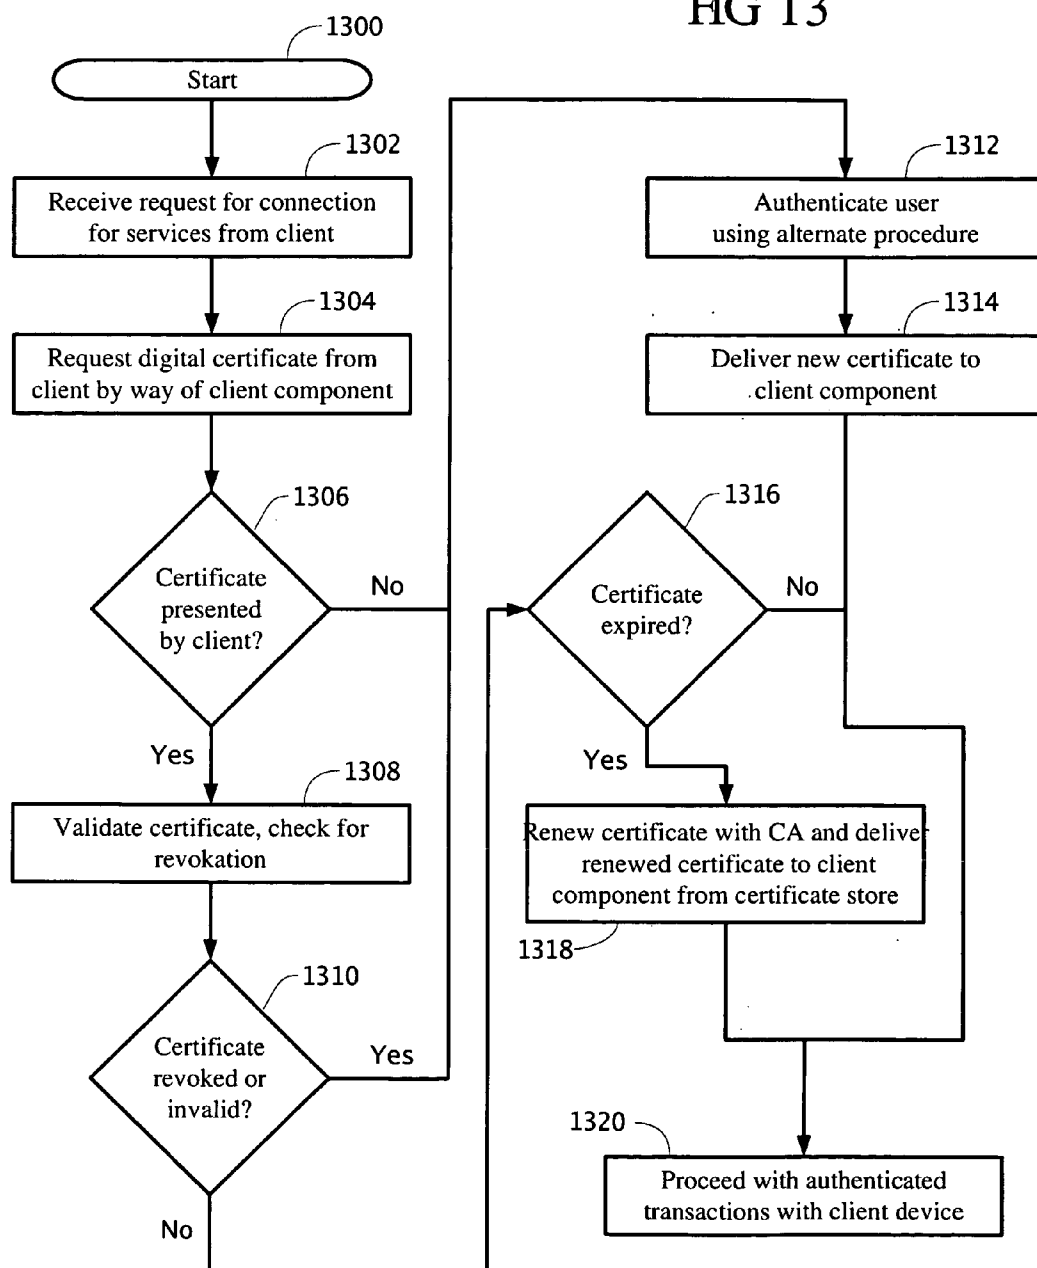 FIG 13
1300
Start
1302
Receive request for connection
for services from client
1304
Request digital certificate from
client by way of client component
1306
Certificate
presented
by client?
No
Yes
1308
Validate certificate, check for
revokation
1310
Certificate
revoked or
invalid?
Yes
No
1312
Authenticate user
using alternate procedure
1314
Deliver new certificate to
client component
1316
Certificate
expired?
No
Yes
Renew certificate with CA and deliver
renewed certificate to client
component from certificate store
1318
1320
Proceed with authenticated
transactions with client device